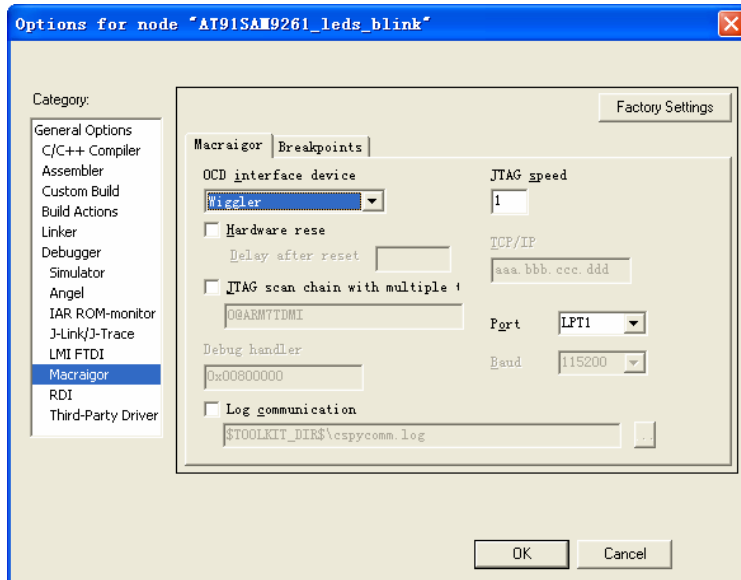 Options for node "AT91SAM9261_leds_blink"
Category:
General Options
C/C++ Compiler
Assembler
Custom Build
Build Actions
Linker
Debugger
Simulator
Angel
IAR ROM-monitor
J-Link/J-Trace
LMI FTDI
Macraigor
RDI
Third-Party Driver
Factory Settings
Macraigor
Breakpoints
OCD interface device
Wiggler
Hardware rese
Delay after reset
JTAG scan chain with multiple t
0@ARM7TDMI
Debug handler
0x00800000
Log communication
$TOOLKIT_DIR$\cspycomm.log
..
JTAG speed
1
TCP/IP
aaa.bbb.ccc.ddd
Port
LPT1
Baud
115200
OK
Cancel